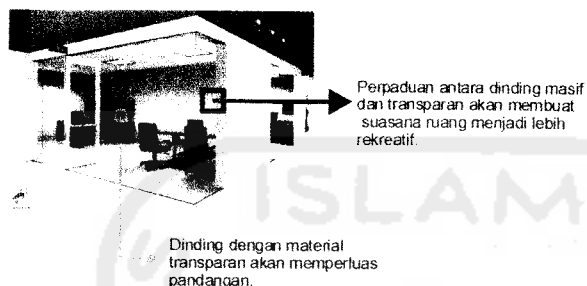 Perpaduan antara dinding masif
dan transparan akan membuat
suasana ruang menjadi lebih
rekreatif.
ISLAM
Dinding dengan material
transparan akan memperluas
pandangan.